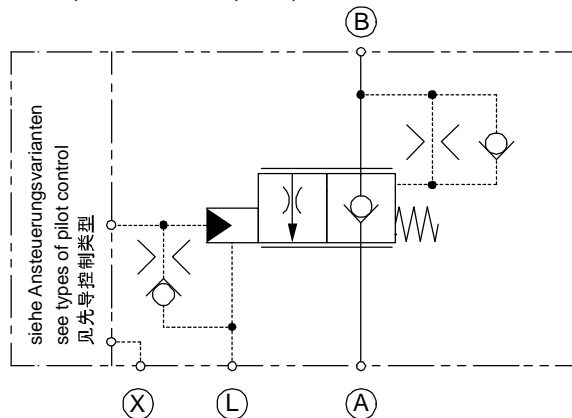 B
siehe Ansteuerungsvarianten
see types of pilot control
见先导控制类型
X
L
A